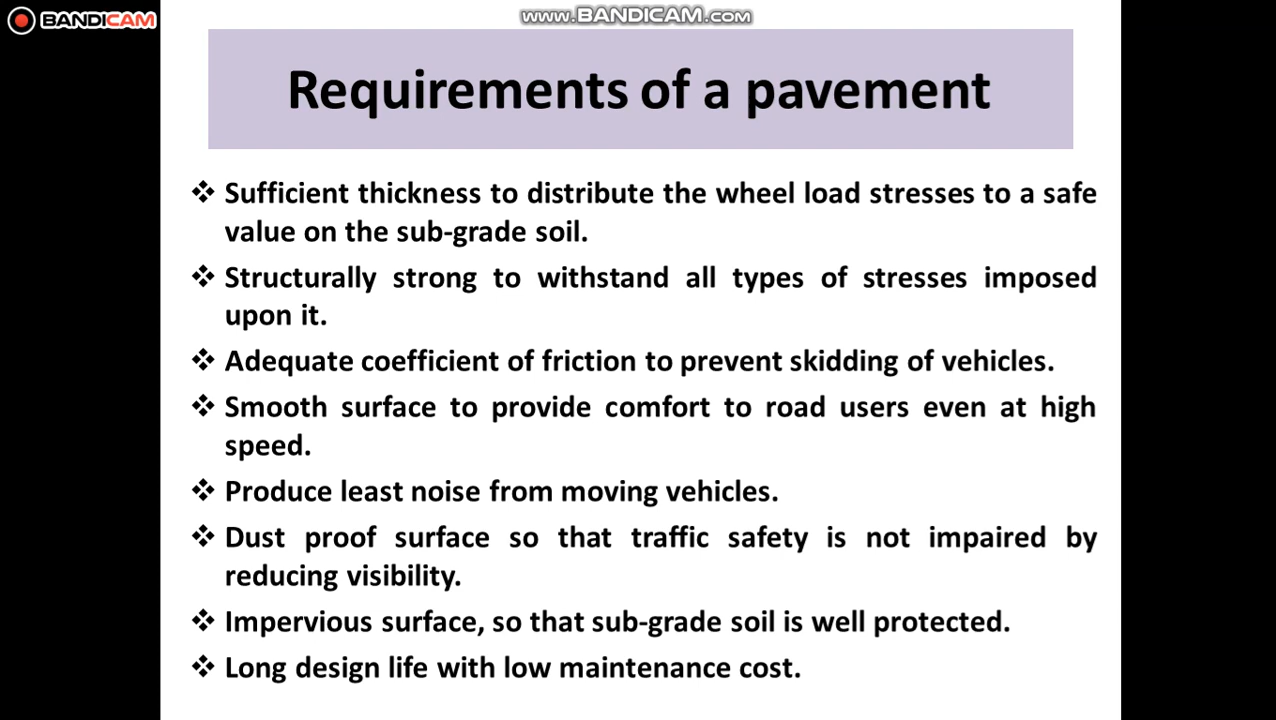 BANDICAM
www.BANDICAM.com
Requirements of a pavement
❖ Sufficient thickness to distribute the wheel load stresses to a safe
value on the sub-grade soil.
❖ Structurally strong to withstand all types of stresses imposed
upon it.
❖ Adequate coefficient of friction to prevent skidding of vehicles.
❖ Smooth surface to provide comfort to road users even at high
speed.
❖ Produce least noise from moving vehicles.
❖ Dust proof surface so that traffic safety is not impaired by
reducing visibility.
❖ Impervious surface, so that sub-grade soil is well protected.
❖ Long design life with low maintenance cost.